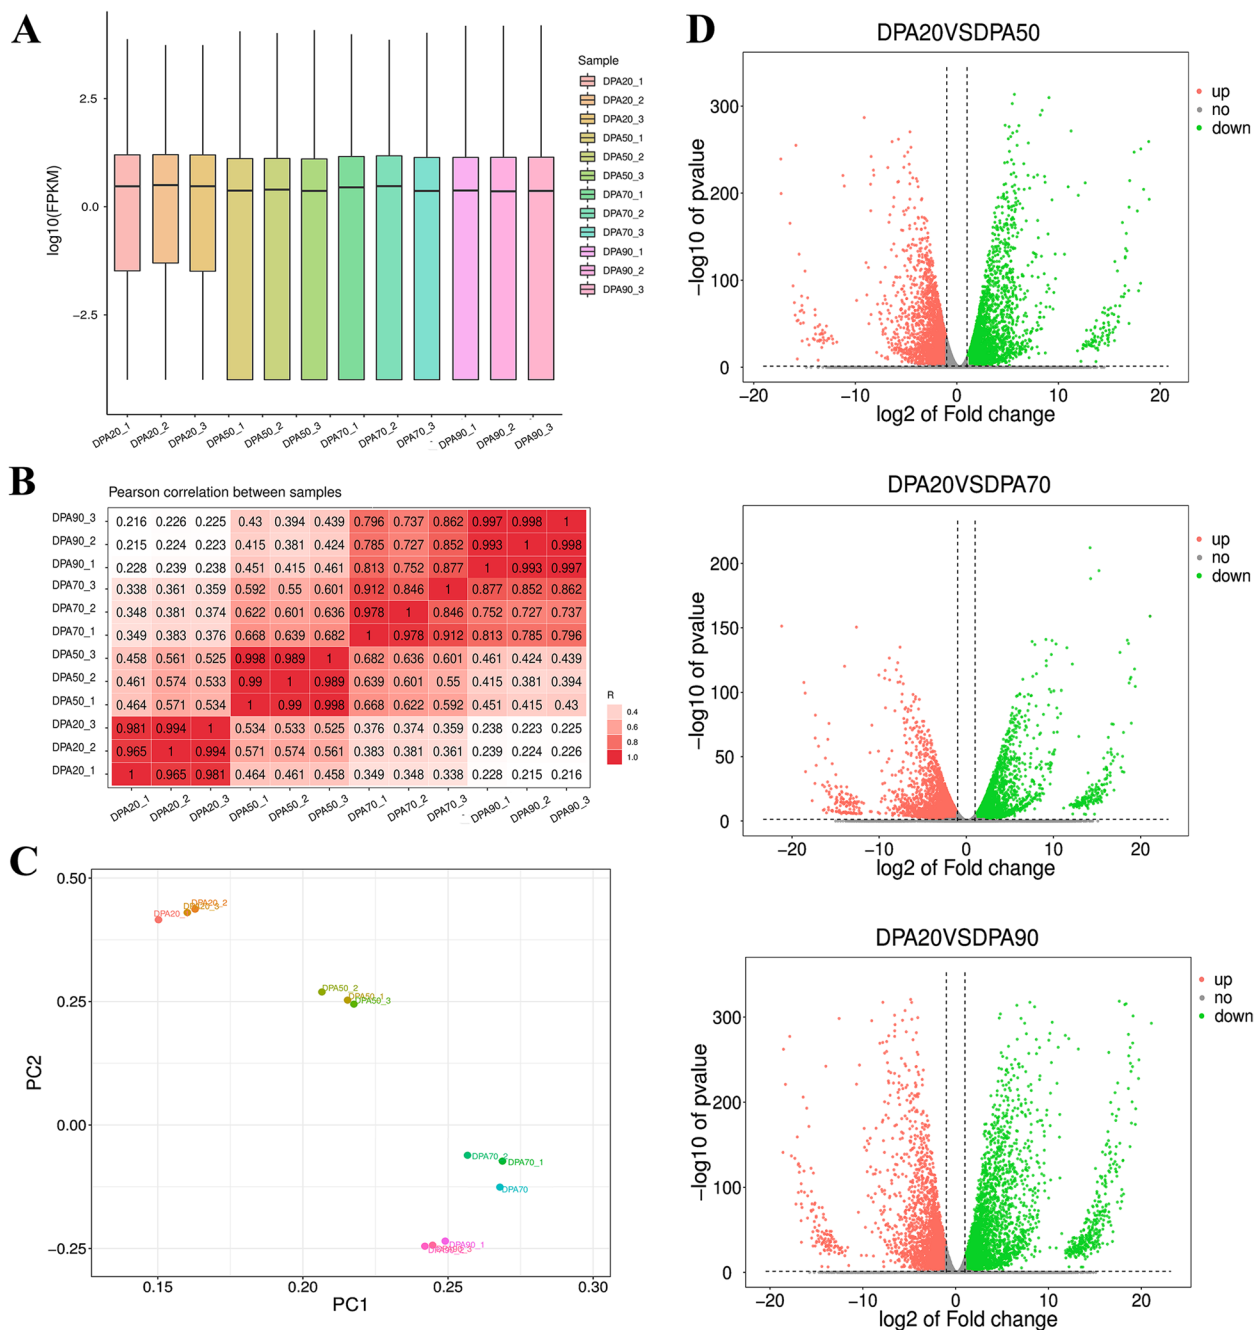 A
log10(FPKM)
2.5
0.0
−2.5
DPA20_1
DPA20_2
DPA20_3
DPA50_1
DPA50_2
DPA50_3
DPA70_1
DPA70_2
DPA70_3
DPA90_1
DPA90_2
DPA90_3
Sample
DPA20_1
DPA20_2
DPA20_3
DPA50_1
DPA50_2
DPA50_3
DPA70_1
DPA70_2
DPA70_3
DPA90_1
DPA90_2
DPA90_3
B
Pearson correlation between samples
DPA90_3 0.216 0.226 0.225 0.43 0.394 0.439 0.796 0.737 0.862 0.997 0.998 1
DPA90_2 0.215 0.224 0.223 0.415 0.381 0.424 0.785 0.727 0.852 0.993 1 0.998
DPA90_1 0.228 0.239 0.238 0.451 0.415 0.461 0.813 0.752 0.877 1 0.993 0.997
DPA70_3 0.338 0.361 0.359 0.592 0.55 0.601 0.912 0.846 1 0.877 0.852 0.862
DPA70_2 0.348 0.381 0.374 0.622 0.601 0.636 0.978 1 0.846 0.752 0.727 0.737
DPA70_1 0.349 0.383 0.376 0.668 0.639 0.682 1 0.978 0.912 0.813 0.785 0.796
DPA50_3 0.458 0.561 0.525 0.998 0.989 1 0.682 0.636 0.601 0.461 0.424 0.439
DPA50_2 0.461 0.574 0.533 0.99 1 0.989 0.639 0.601 0.55 0.415 0.381 0.394
DPA50_1 0.464 0.571 0.534 1 0.99 0.998 0.668 0.622 0.592 0.451 0.415 0.43
DPA20_3 0.981 0.994 1 0.534 0.533 0.525 0.376 0.374 0.359 0.238 0.223 0.225
DPA20_2 0.965 1 0.994 0.571 0.574 0.561 0.383 0.381 0.361 0.239 0.224 0.226
DPA20_1 1 0.965 0.981 0.464 0.461 0.458 0.349 0.348 0.338 0.228 0.215 0.216
DPA20_1 DPA20_2 DPA20_3 DPA50_1 DPA50_2 DPA50_3 DPA70_1 DPA70_2 DPA70_3 DPA90_1 DPA90_2 DPA90_3
R
0.4
0.6
0.8
1.0
C
PC2
0.50
0.25
0.00
−0.25
DPA20_2
DPA20_
DPA50_2
DPA50_1
DPA50_3
DPA70_2
DPA70_1
DPA70
DPA90_1
0.15 0.20 0.25 0.30
PC1
D
DPA20VSDPA50
−log10 of pvalue
300
200
100
0
−20 −10 0 10 20
log2 of Fold change
up
no
down
DPA20VSDPA70
−log10 of pvalue
200
150
100
50
0
−20 −10 0 10 20
log2 of Fold change
up
no
down
DPA20VSDPA90
−log10 of pvalue
300
200
100
0
−20 −10 0 10 20
log2 of Fold change
up
no
down